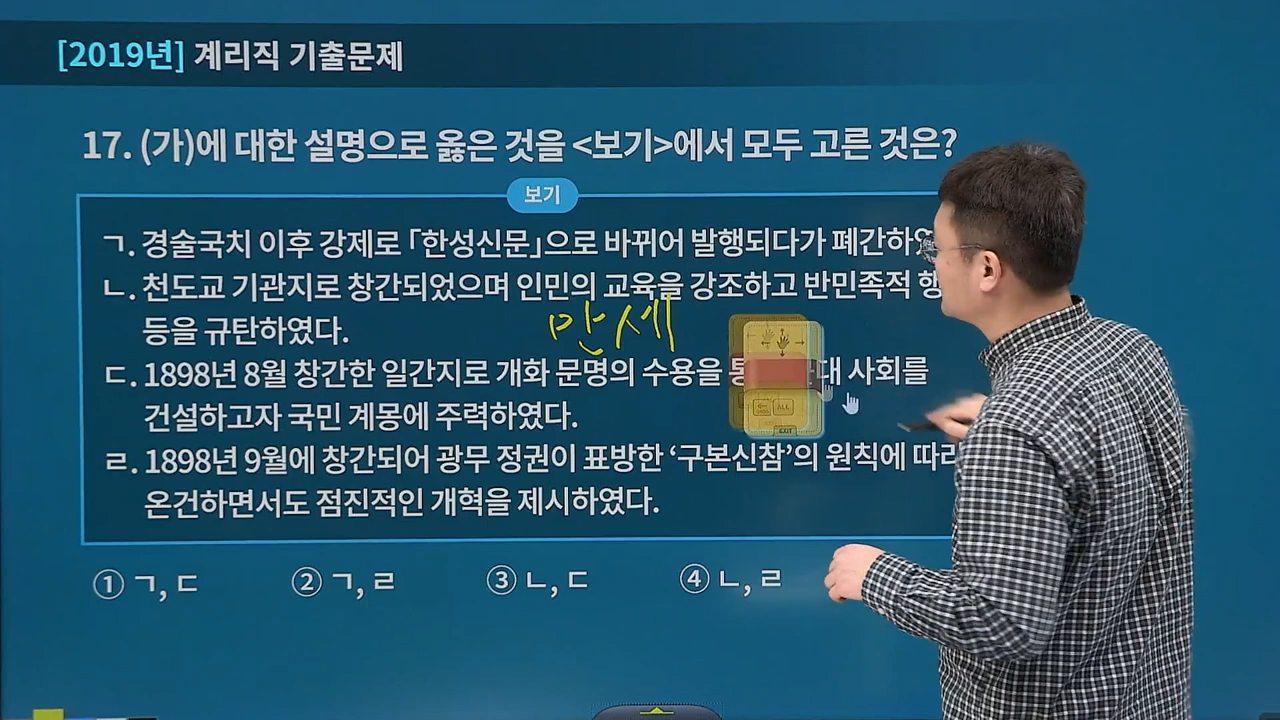 [2019년] 계리직 기출문제
17. (가)에 대한 설명으로 옳은 것을 <보기>에서 모두 고른 것은?
보기
ㄱ. 경술국치 이후 강제로 「한성신문」으로 바뀌어 발행되다가 폐간하
ㄴ. 천도교 기관지로 창간되었으며 인민의 교육을 강조하고 반민족적 행
등을 규탄하였다.
만세
ㄷ. 1898년 8월 창간한 일간지로 개화 문명의 수용을 통 대 사회를
건설하고자 국민 계몽에 주력하였다.
ㄹ. 1898년 9월에 창간되어 광무 정권이 표방한 ‘구본신참’의 원칙에 따라
온건하면서도 점진적인 개혁을 제시하였다.
① ㄱ, ㄷ ② ㄱ, ㄹ ③ ㄴ, ㄷ ④ ㄴ, ㄹ
ALL
EXIT